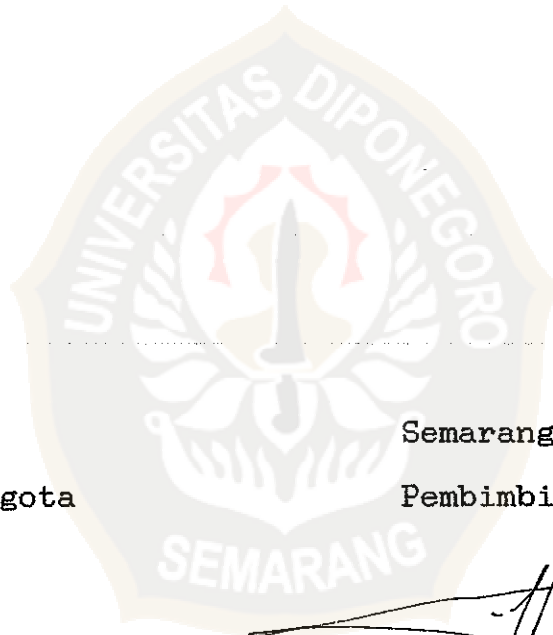 UNIVERSITAS DIPONEGORO
Semarang
gota
Pembimbi
SEMARANG